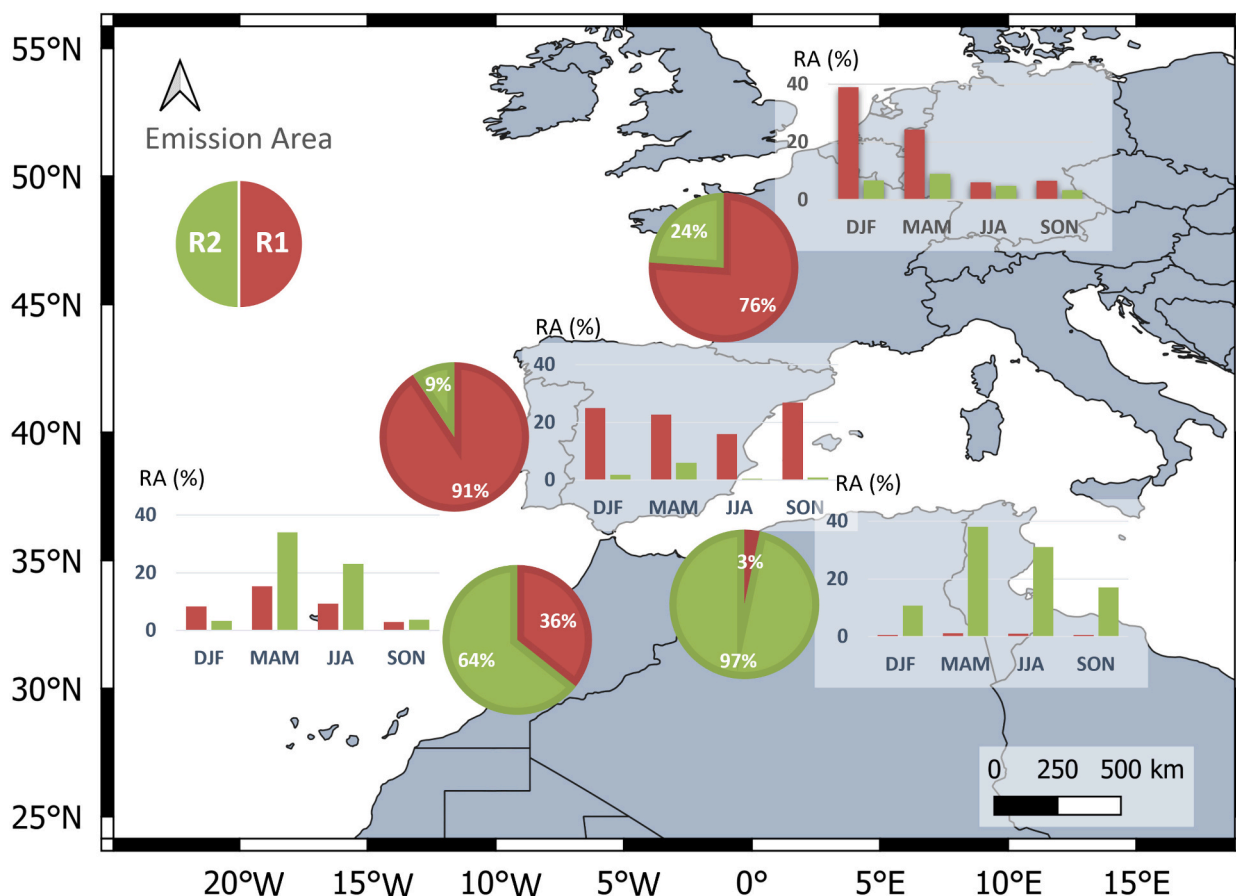 55°N
50°N
45°N
40°N
35°N
30°N
25°N
Emission Area
R2 R1
RA (%)
40
20
0
DJF MAM JJA SON
24%
76%
RA (%)
40
20
0
DJF MAM JJA SON
9%
91%
RA (%)
40
20
0
DJF MAM JJA SON
36%
64%
RA (%)
40
20
0
DJF MAM JJA SON
3%
97%
0 250 500 km
20°W 15°W 10°W 5°W 0° 5°E 10°E 15°E